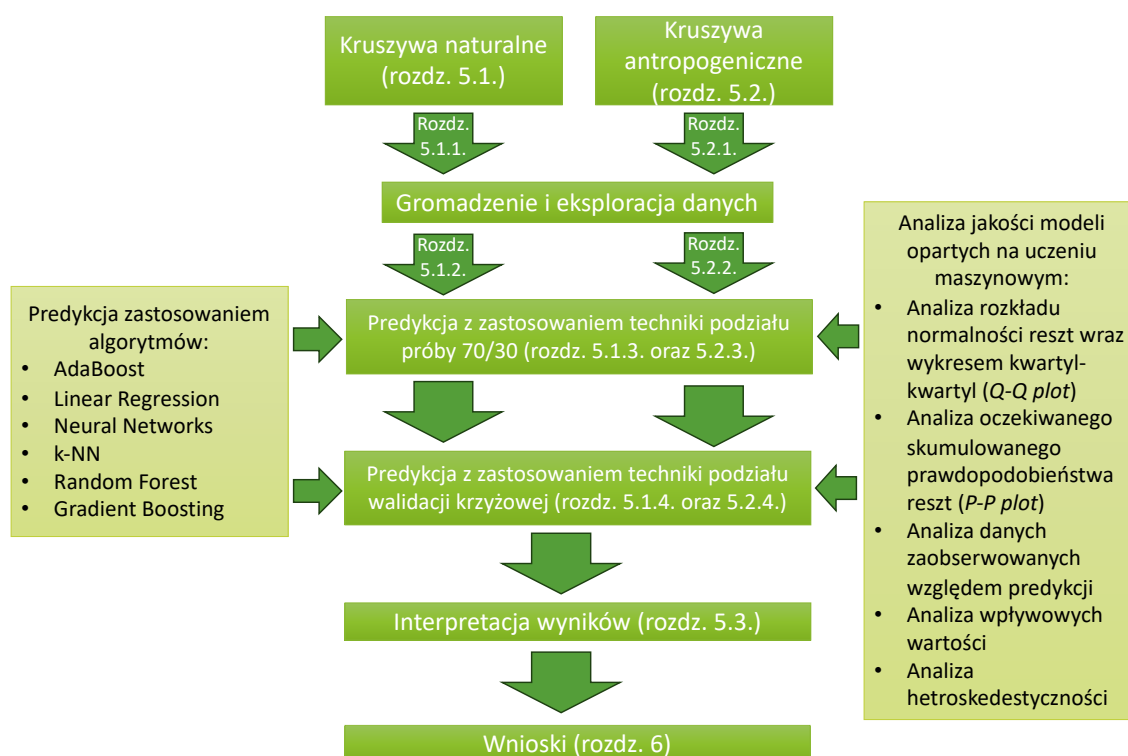 Kruszywa naturalne
(rozdz. 5.1.)
Kruszywa
antropogeniczne
(rozdz. 5.2.)
Rozdz.
5.1.1.
Rozdz.
5.2.1.
Gromadzenie i eksploracja danych
Rozdz.
5.1.2.
Rozdz.
5.2.2.
Predykcja zastosowaniem
algorytmów:
• AdaBoost
• Linear Regression
• Neural Networks
• k-NN
• Random Forest
• Gradient Boosting
Predykcja z zastosowaniem techniki podziału
próby 70/30 (rozdz. 5.1.3. oraz 5.2.3.)
Predykcja z zastosowaniem techniki podziału
walidacji krzyżowej (rozdz. 5.1.4. oraz 5.2.4.)
Interpretacja wyników (rozdz. 5.3.)
Wnioski (rozdz. 6)
Analiza jakości modeli
opartych na uczeniu
maszynowym:
• Analiza rozkładu
normalności reszt wraz
wykresem kwartyl-
kwartyl (Q-Q plot)
• Analiza oczekiwanego
skumulowanego
prawdopodobieństwa
reszt (P-P plot)
• Analiza danych
zaobserwowanych
względem predykcji
• Analiza wpływowych
wartości
• Analiza
hetroskedestyczności